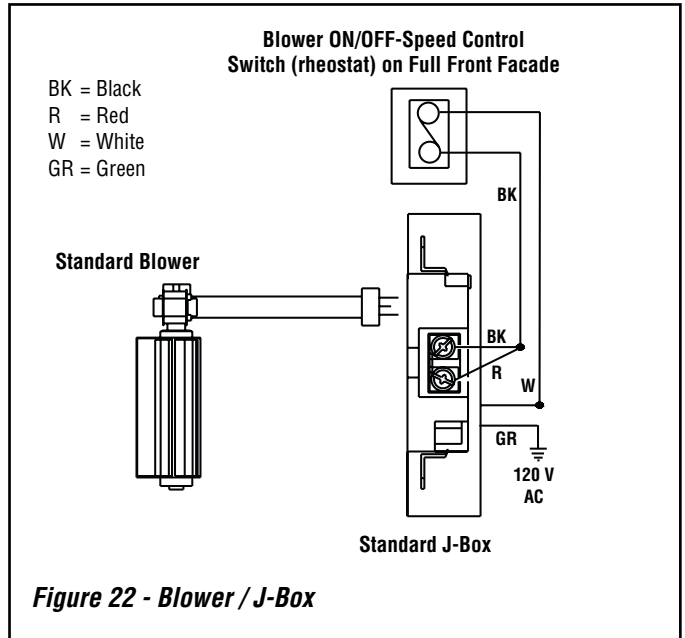 Blower ON/OFF-Speed Control
Switch (rheostat) on Full Front Facade
BK = Black
R = Red
W = White
GR = Green
BK
Standard Blower
BK
R
W
GR
120 V
AC
Standard J-Box
Figure 22 - Blower / J-Box